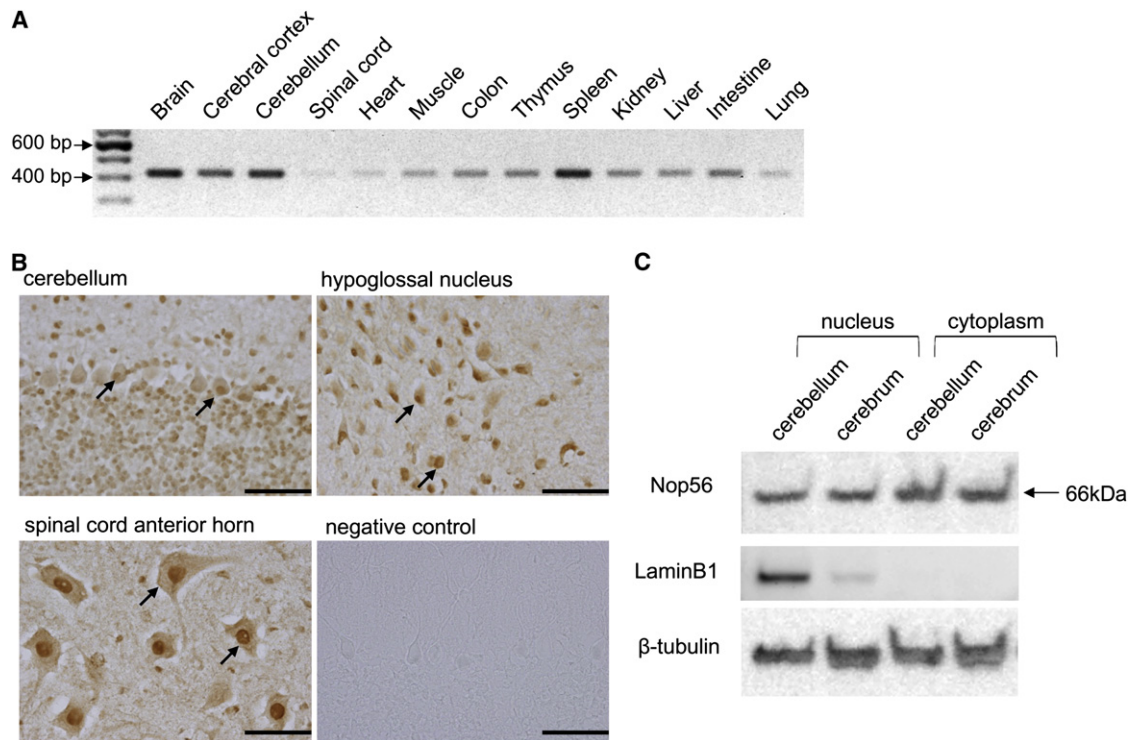 A
Brain
Cerebral cortex
Cerebellum
Spinal cord
Heart
Muscle
Colon
Thymus
Spleen
Kidney
Liver
Intestine
Lung
600 bp
400 bp
B
cerebellum
hypoglossal nucleus
spinal cord anterior horn
negative control
C
nucleus
cytoplasm
cerebellum
cerebrum
cerebellum
cerebrum
Nop56
66kDa
LaminB1
β-tubulin